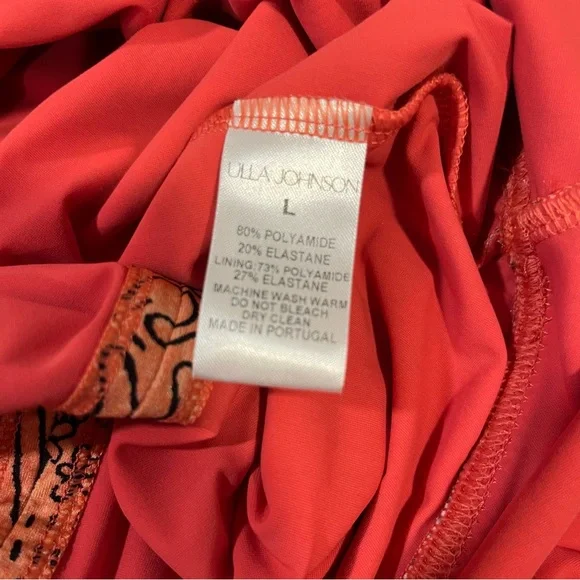 ULLA JOHNSON
L
80% POLYAMIDE
20% ELASTANE
LINING:73% POLYAMIDE
27% ELASTANE
MACHINE WASH WARM
DO NOT BLEACH
DRY CLEAN
MADE IN PORTUGAL